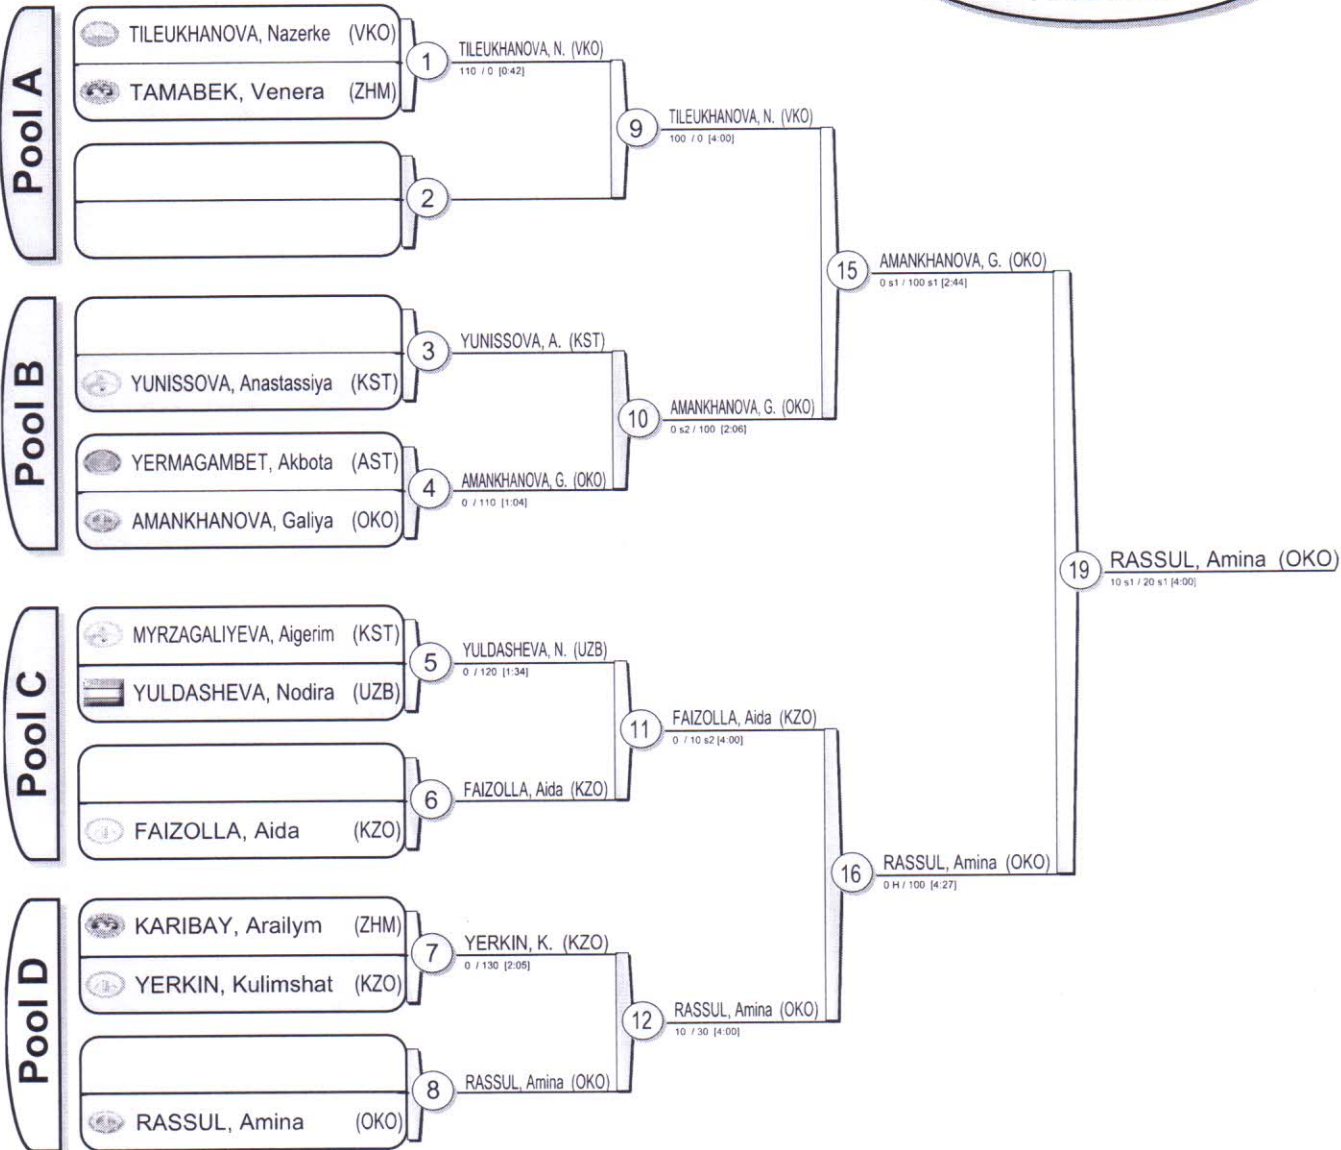 Pool A
TILEUKHANOVA, Nazerke (VKO)
TAMABEK, Venera (ZHM)
1
TILEUKHANOVA, N. (VKO)
110 / 0 [0:42]
2
9
TILEUKHANOVA, N. (VKO)
100 / 0 [4:00]
Pool B
3
YUNISSOVA, Anastassiya (KST)
YUNISSOVA, A. (KST)
YERMAGAMBET, Akbota (AST)
AMANKHANOVA, Galiya (OKO)
4
AMANKHANOVA, G. (OKO)
0 / 110 [1:04]
10
AMANKHANOVA, G. (OKO)
0 s2 / 100 [2:06]
15
AMANKHANOVA, G. (OKO)
0 s1 / 100 s1 [2:44]
Pool C
MYRZAGALIYEVA, Aigerim (KST)
YULDASHEVA, Nodira (UZB)
5
YULDASHEVA, N. (UZB)
0 / 120 [1:34]
6
FAIZOLLA, Aida (KZO)
FAIZOLLA, Aida (KZO)
11
FAIZOLLA, Aida (KZO)
0 / 10 s2 [4:00]
Pool D
KARIBAY, Arailym (ZHM)
YERKIN, Kulimshat (KZO)
7
YERKIN, K. (KZO)
0 / 130 [2:05]
8
RASSUL, Amina (OKO)
RASSUL, Amina (OKO)
12
RASSUL, Amina (OKO)
10 / 30 [4:00]
16
RASSUL, Amina (OKO)
0 H / 100 [4:27]
19
RASSUL, Amina (OKO)
10 s1 / 20 s1 [4:00]